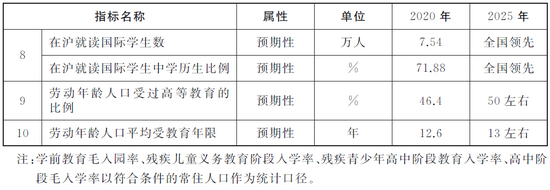 指标名称 属性 单位 2020 年 2025 年
8 在沪就读国际学生数 预期性 万人 7.54 全国领先
在沪就读国际学生中学历生比例 预期性 % 71.88 全国领先
9 劳动年龄人口受过高等教育的
比例 预期性 % 46.4 50 左右
10 劳动年龄人口平均受教育年限 预期性 年 12.6 13 左右
注:学前教育毛入园率、残疾儿童义务教育阶段入学率、残疾青少年高中阶段教育入学率、高中阶
段毛入学率以符合条件的常住人口作为统计口径。